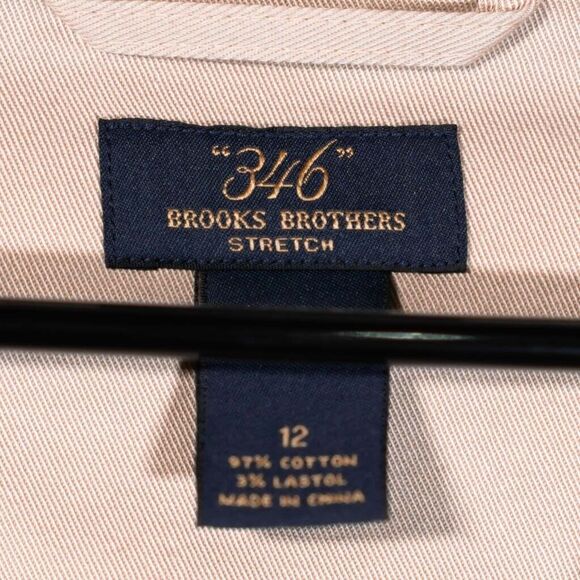 "346"
BROOKS BROTHERS
STRETCH
12
97% COTTON
3% LASTOL
MADE IN CHINA